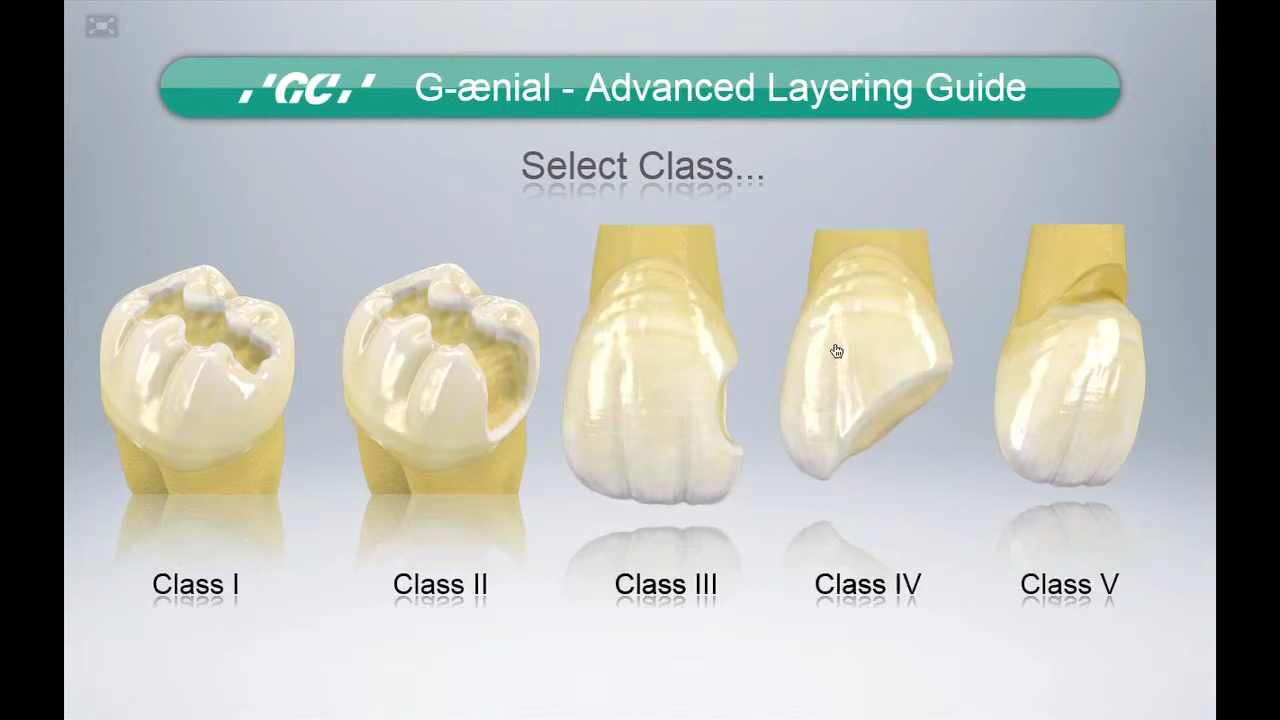 GC G-ænial - Advanced Layering Guide
Select Class...
Class I
Class II
Class III
Class IV
Class V